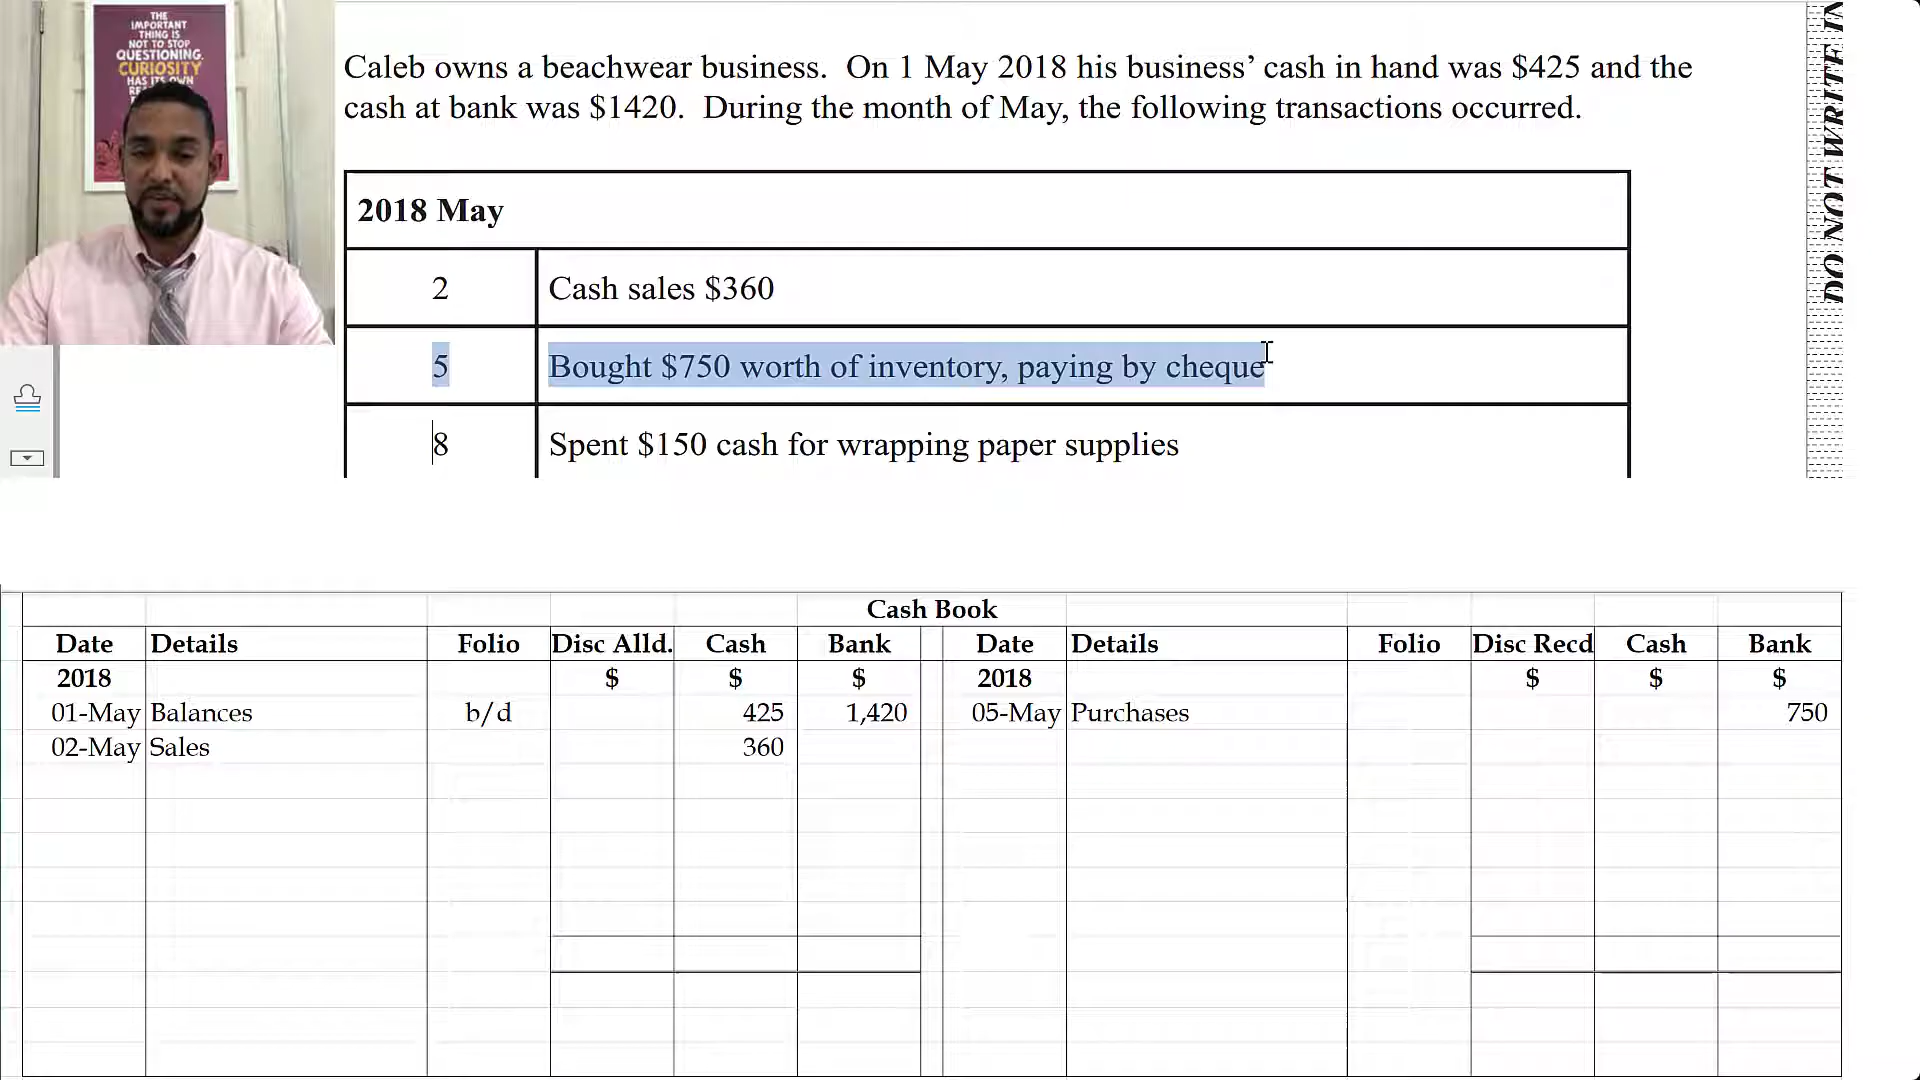 THE
IMPORTANT
THING IS
NOT TO STOP
QUESTIONING.
CURIOSITY
HAS ITS OWN
Caleb owns a beachwear business. On 1 May 2018 his business’ cash in hand was $425 and the
cash at bank was $1420. During the month of May, the following transactions occurred.
2018 May
2 Cash sales $360
5 Bought $750 worth of inventory, paying by cheque
8 Spent $150 cash for wrapping paper supplies
DO NOT WRITE IN
Cash Book
Date Details Folio Disc Alld. Cash Bank Date Details Folio Disc Recd Cash Bank
2018 $ $ $ 2018 $ $ $
01-May Balances b/d 425 1,420 05-May Purchases 750
02-May Sales 360